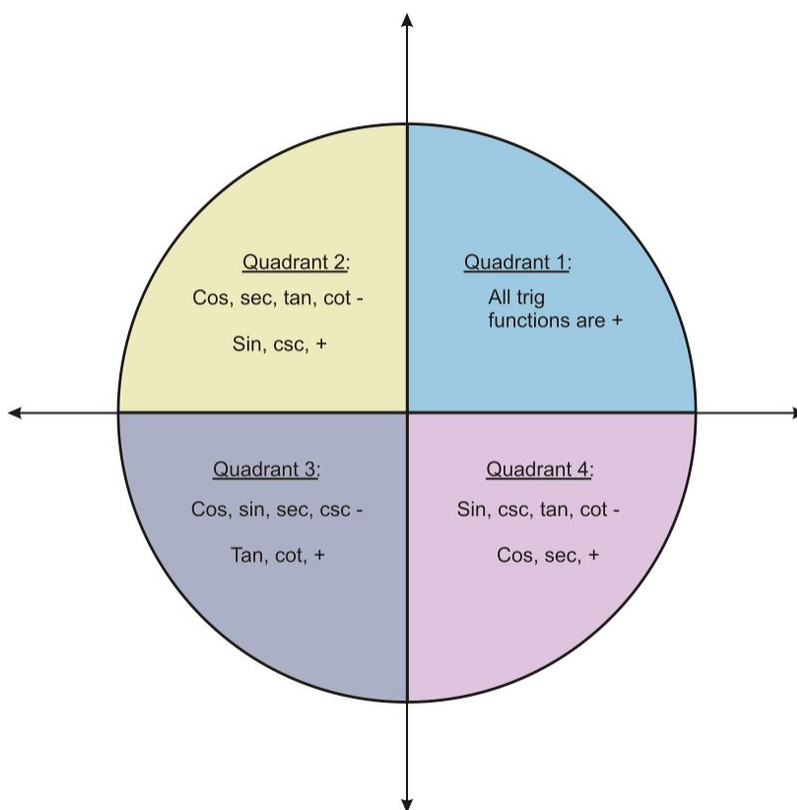 Quadrant 2:
Cos, sec, tan, cot -
Sin, csc, +
Quadrant 1:
All trig
functions are +
Quadrant 3:
Cos, sin, sec, csc -
Tan, cot, +
Quadrant 4:
Sin, csc, tan, cot -
Cos, sec, +